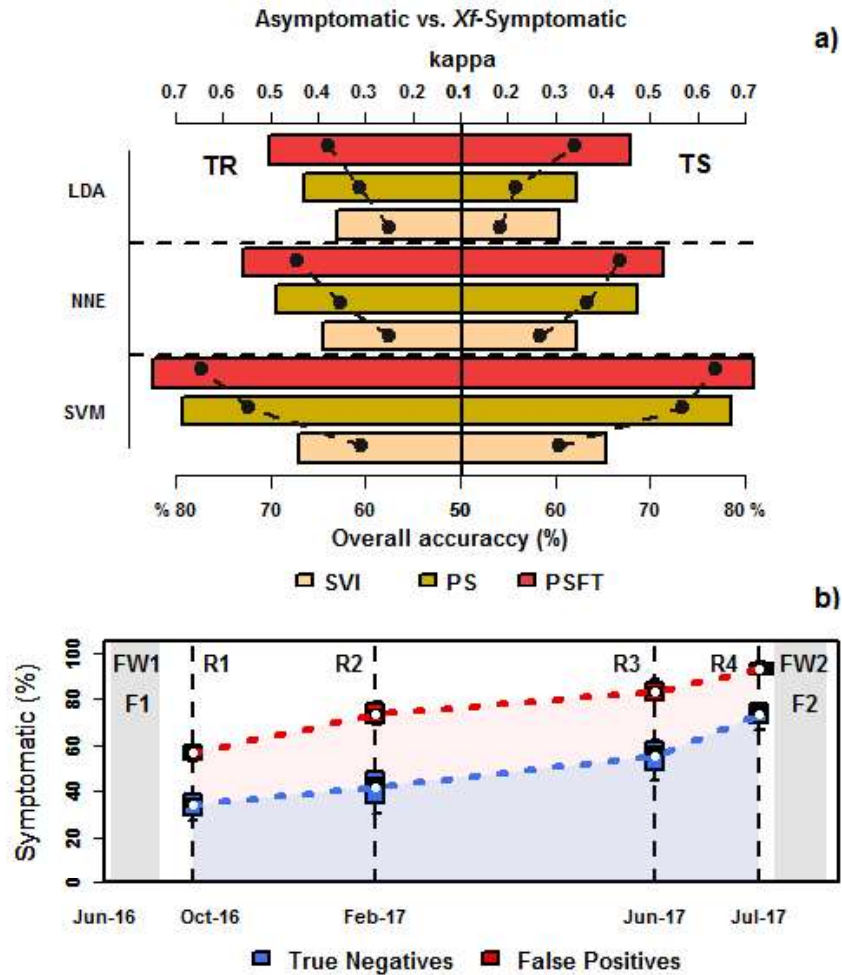 Asymptomatic vs. Xf-Symptomatic
a)
kappa
0.7 0.6 0.5 0.4 0.3 0.2 0.1 0.2 0.3 0.4 0.5 0.6 0.7
TR TS
LDA
NNE
SVM
% 80 70 60 50 60 70 80 %
Overall accuraccy (%)
SVI PS PSFT
b)
Symptomatic (%)
100
80
60
40
20
0
FW1 R1 R2 R3 R4 FW2
F1 F2
Jun-16 Oct-16 Feb-17 Jun-17 Jul-17
True Negatives False Positives